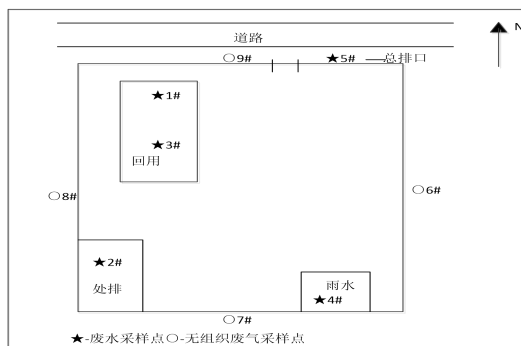 道路
N
○9#
★5#
总排口
★1#
★3#
回用
○8#
○6#
★2#
处排
雨水
★4#
○7#
★-废水采样点○-无组织废气采样点